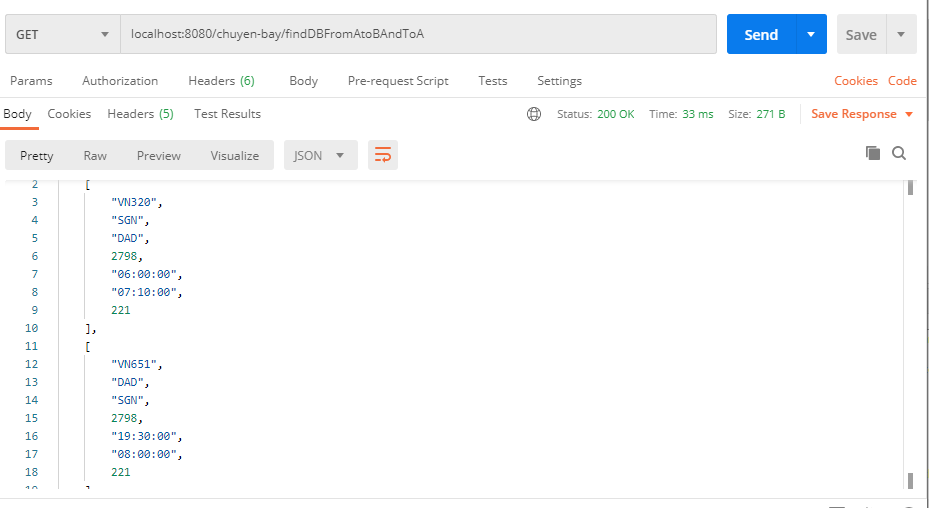 GET localhost:8080/chuyen-bay/findDBFromAtoBAndToA Send Save
Params Authorization Headers (6) Body Pre-request Script Tests Settings Cookies Code
Body Cookies Headers (5) Test Results Status: 200 OK Time: 33 ms Size: 271 B Save Response
Pretty Raw Preview Visualize JSON
2 [
3 "VN320",
4 "SGN",
5 "DAD",
6 2798,
7 "06:00:00",
8 "07:10:00",
9 221
10 ],
11 [
12 "VN651",
13 "DAD",
14 "SGN",
15 2798,
16 "19:30:00",
17 "08:00:00",
18 221
19 ]